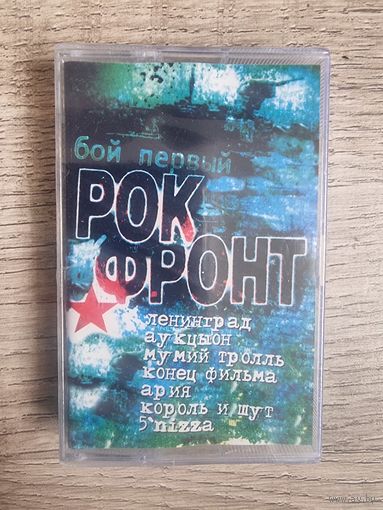 бой первый
РОК
ФРОНТ
ленинград
аукцыон
мумий тролль
конец фильма
ария
король и шут
5'nizza